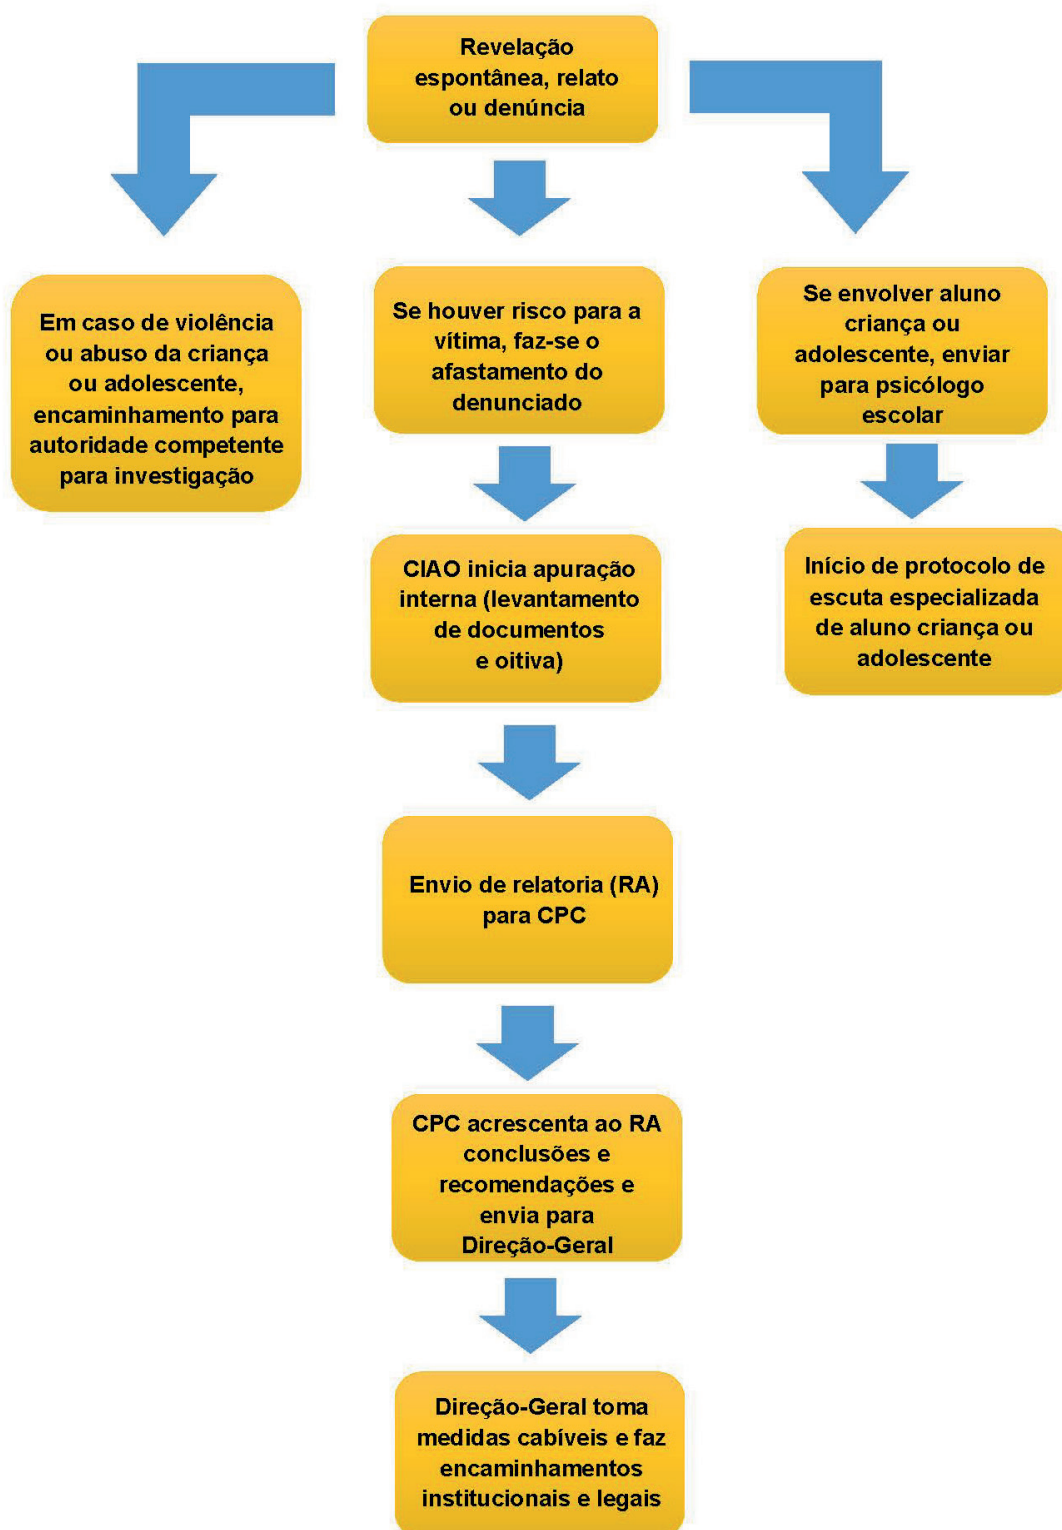 Revelação
espontânea, relato
ou denúncia
Em caso de violência
ou abuso da criança
ou adolescente,
encaminhamento para
autoridade competente
para investigação
Se houver risco para a
vítima, faz-se o
afastamento do
denunciado
Se envolver aluno
criança ou
adolescente, enviar
para psicólogo
escolar
CIAO inicia apuração
interna (levantamento
de documentos
e oitiva)
Início de protocolo de
escuta especializada
de aluno criança ou
adolescente
Envio de relatoria (RA)
para CPC
CPC acrescenta ao RA
conclusões e
recomendações e
envia para
Direção-Geral
Direção-Geral toma
medidas cabíveis e faz
encaminhamentos
institucionais e legais